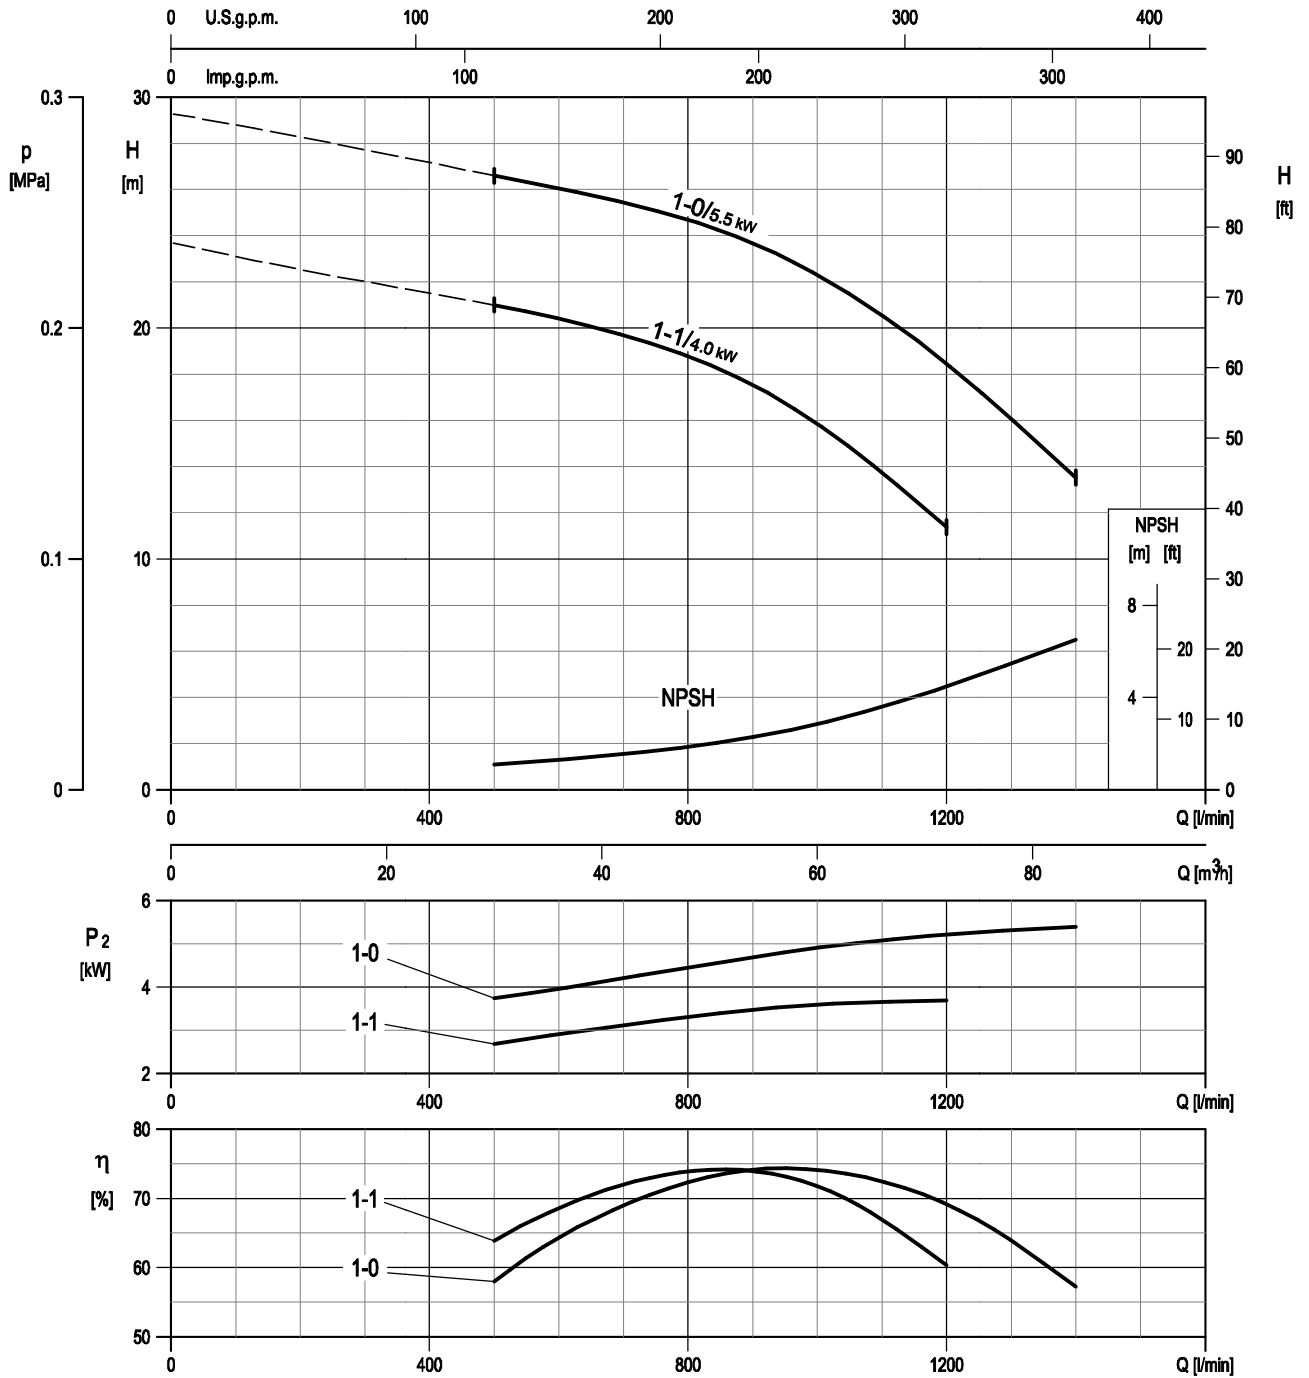 0 U.S.g.p.m. 100 200 300 400
0 Imp.g.p.m. 100 200 300
0.3 30
p H
[MPa] [m]
90
H
[ft]
1-0/5.5 kW
80
70
0.2 20
1-1/4.0 kW
60
50
40
NPSH
[m] [ft]
0.1 10
30
8
20 20
NPSH
4
10 10
0 0 0
0 400 800 1200 Q [l/min]
0 20 40 60 80 Q [m³/h]
6
P2
[kW]
1-0
4
1-1
2
0 400 800 1200 Q [l/min]
80
η
[%]
70
1-1
60
1-0
50
0 400 800 1200 Q [l/min]